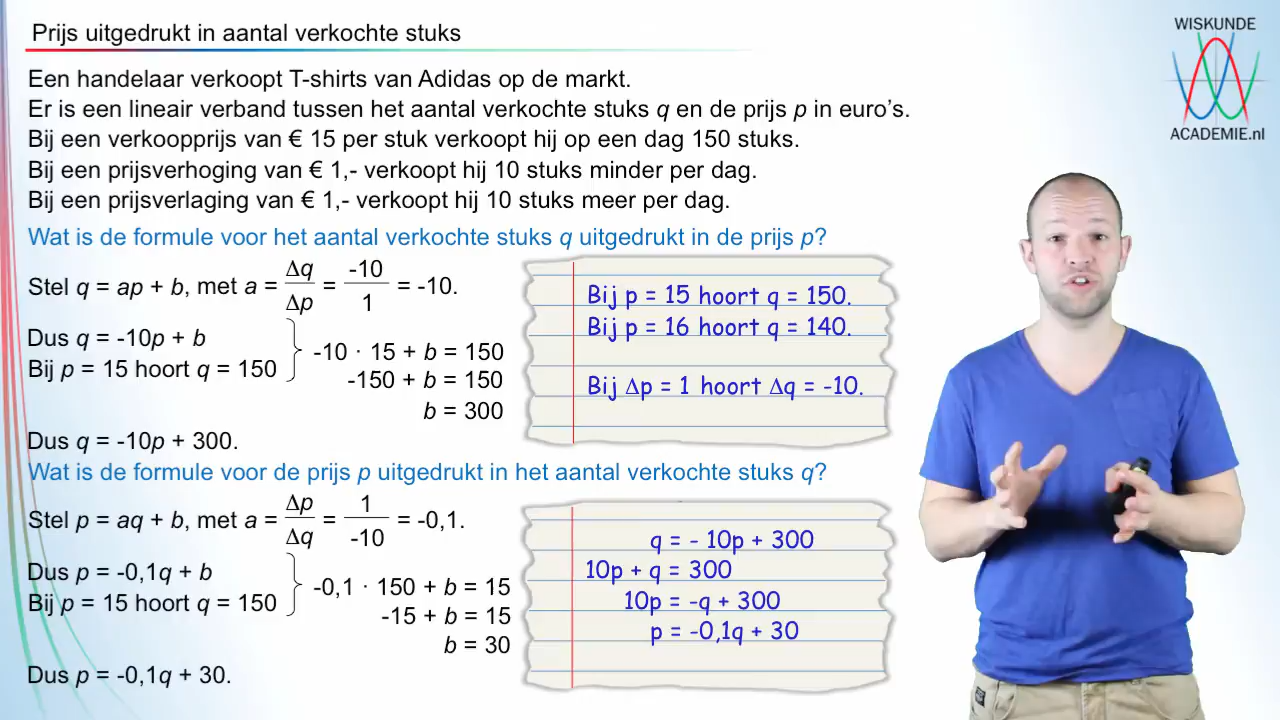 Prijs uitgedrukt in aantal verkochte stuks
WISKUNDE
ACADEMIE.nl
Een handelaar verkoopt T-shirts van Adidas op de markt.
Er is een lineair verband tussen het aantal verkochte stuks q en de prijs p in euro’s.
Bij een verkoopprijs van € 15 per stuk verkoopt hij op een dag 150 stuks.
Bij een prijsverhoging van € 1,- verkoopt hij 10 stuks minder per dag.
Bij een prijsverlaging van € 1,- verkoopt hij 10 stuks meer per dag.
Wat is de formule voor het aantal verkochte stuks q uitgedrukt in de prijs p?
Stel q = ap + b, met a = Δq/Δp = -10/1 = -10.
Dus q = -10p + b
Bij p = 15 hoort q = 150
-10 · 15 + b = 150
-150 + b = 150
b = 300
Dus q = -10p + 300.
Bij p = 15 hoort q = 150.
Bij p = 16 hoort q = 140.
Bij Δp = 1 hoort Δq = -10.
Wat is de formule voor de prijs p uitgedrukt in het aantal verkochte stuks q?
Stel p = aq + b, met a = Δp/Δq = 1/-10 = -0,1.
Dus p = -0,1q + b
Bij p = 15 hoort q = 150
-0,1 · 150 + b = 15
-15 + b = 15
b = 30
Dus p = -0,1q + 30.
q = - 10p + 300
10p + q = 300
10p = -q + 300
p = -0,1q + 30